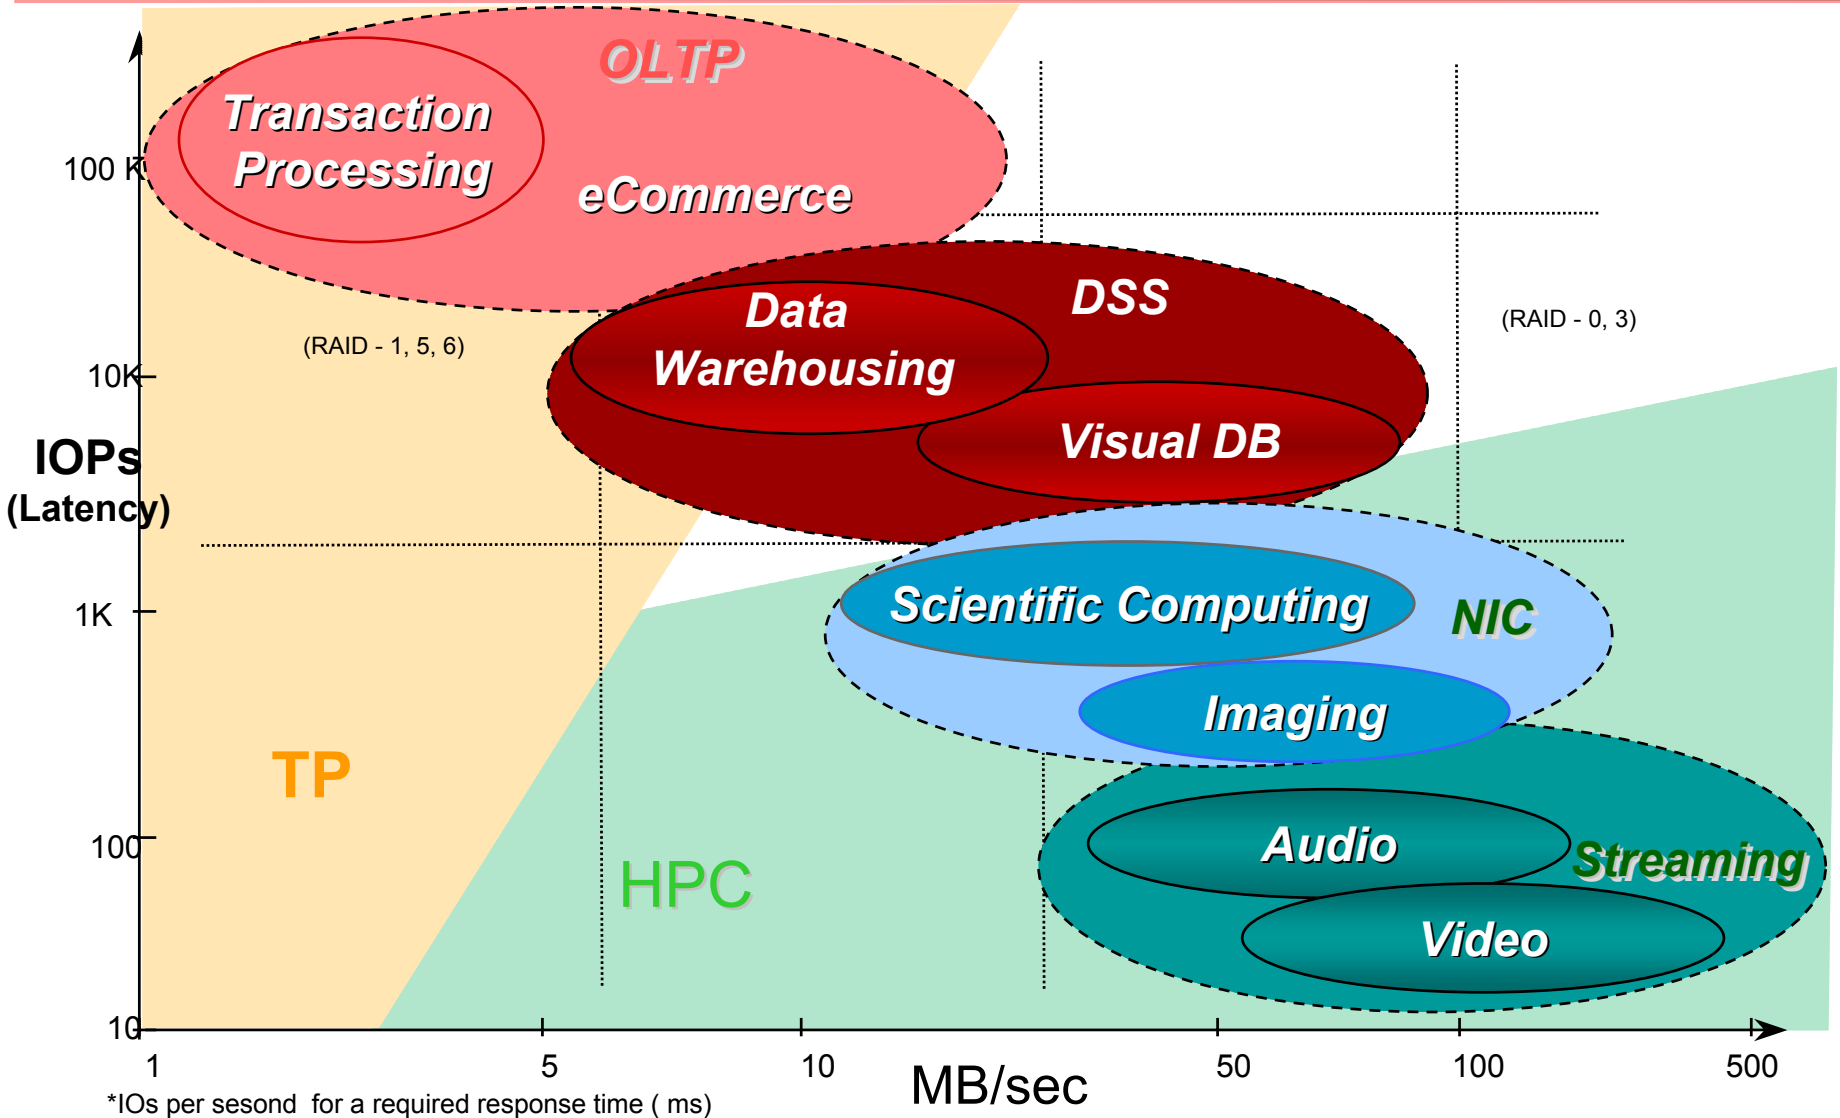 OLTP
Transaction
Processing
100 K
eCommerce
DSS
Data
Warehousing
(RAID - 0, 3)
(RAID - 1, 5, 6)
10K
IOPs
(Latency)
Visual DB
Scientific Computing
NIC
1K
Imaging
TP
100
Audio
Streaming
HPC
Video
10
1
5
10
50
100
500
MB/sec
*IOs per sesond  for a required response time ( ms)